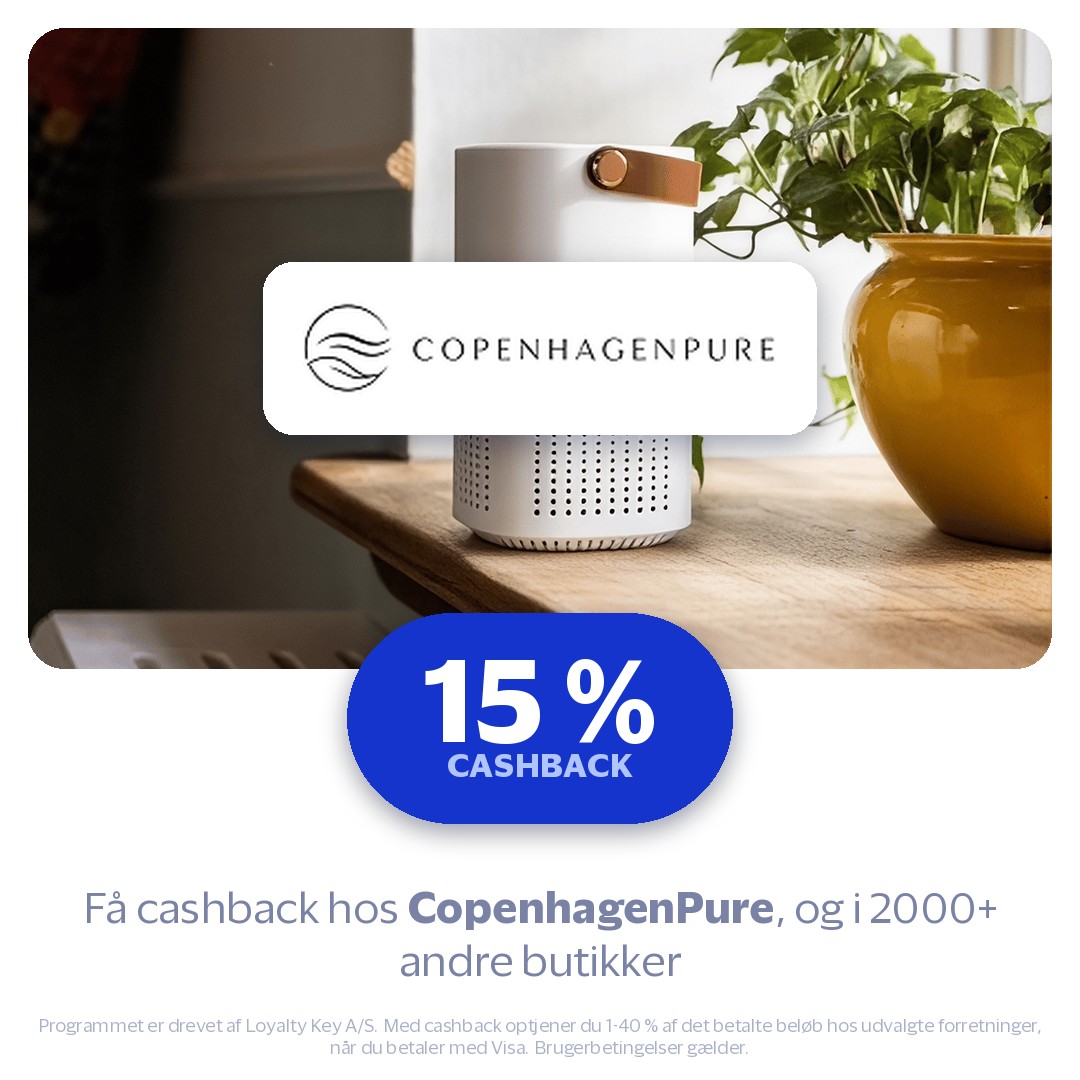 COPENHAGENPURE
15 %
CASHBACK
Få cashback hos CopenhagenPure, og i 2000+
andre butikker
Programmet er drevet af Loyalty Key A/S. Med cashback optjener du 1-40 % af det betalte beløb hos udvalgte forretninger,
når du betaler med Visa. Brugerbetingelser gælder.